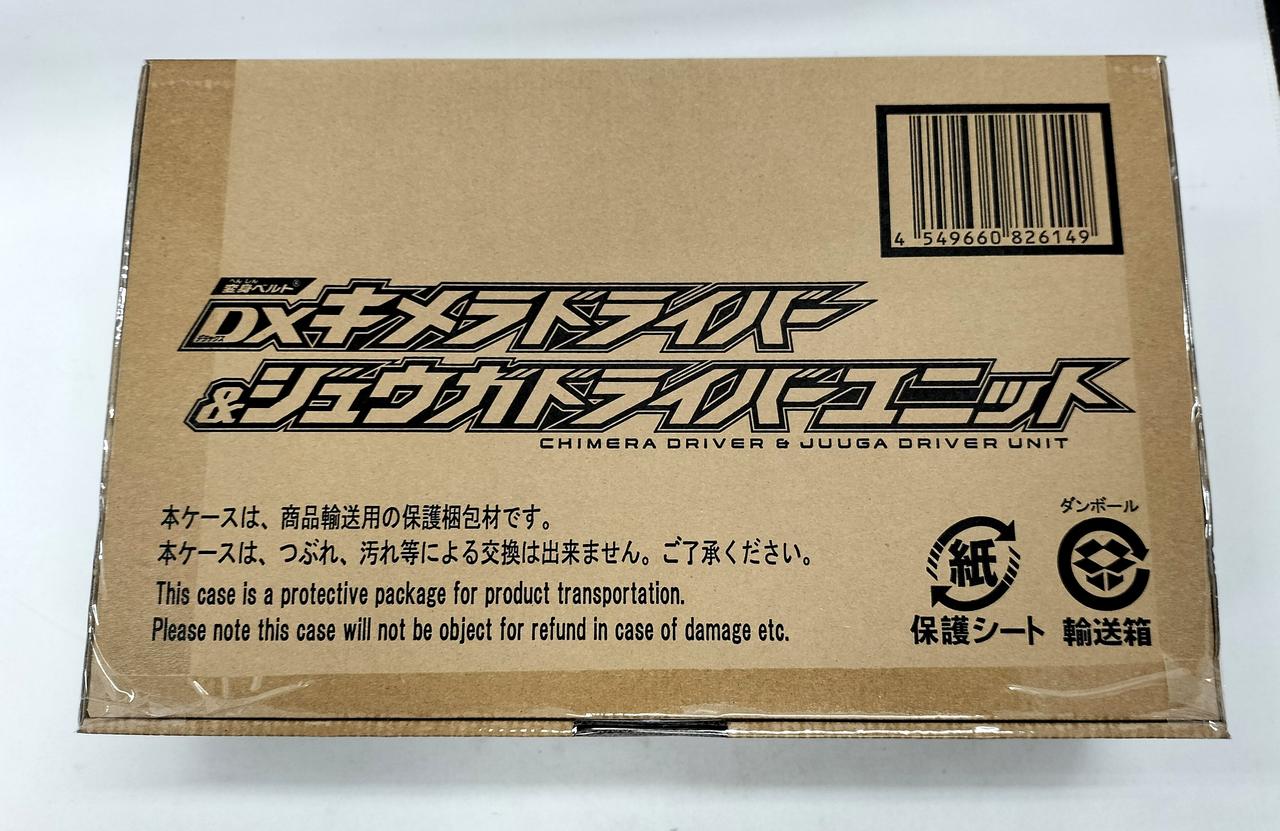 4 549660 826149
へんしん
変身ベルト®
DXキメラドライバー
デラックス
&ジュウガドライバーユニット
CHIMERA DRIVER & JUUGA DRIVER UNIT
本ケースは、商品輸送用の保護梱包材です。
本ケースは、つぶれ、汚れ等による交換は出来ません。ご了承ください。
This case is a protective package for product transportation.
Please note this case will not be object for refund in case of damage etc.
紙
保護シート
ダンボール
輸送箱